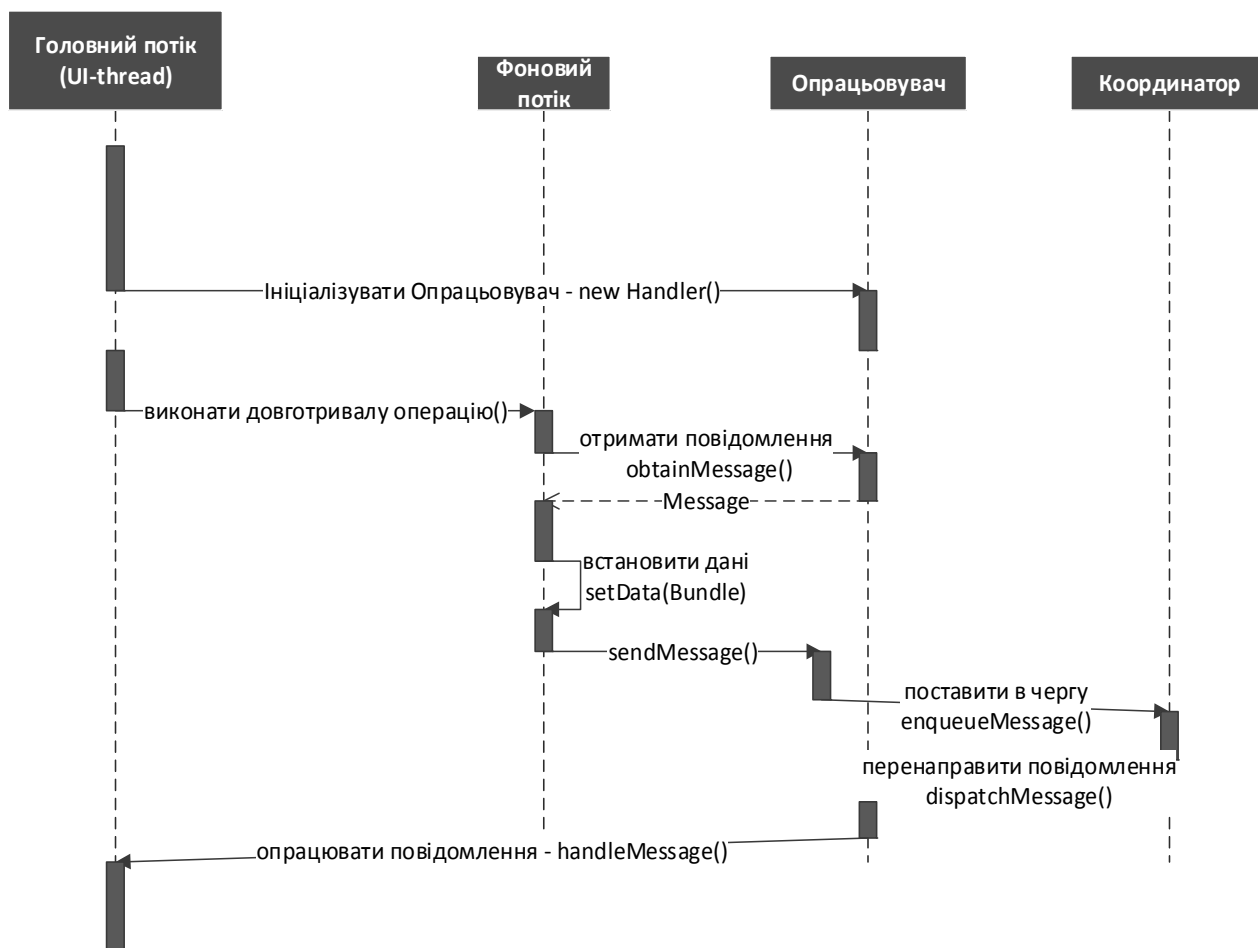 Головний потік
(UI-thread)
Фоновий
потік
Опрацьовувач
Координатор
Ініціалізувати Опрацьовувач - new Handler()
виконати довготривалу операцію()
отримати повідомлення
obtainMessage()
Message
встановити дані
setData(Bundle)
sendMessage()
поставити в чергу
enqueueMessage()
перенаправити повідомлення
dispatchMessage()
опрацювати повідомлення - handleMessage()